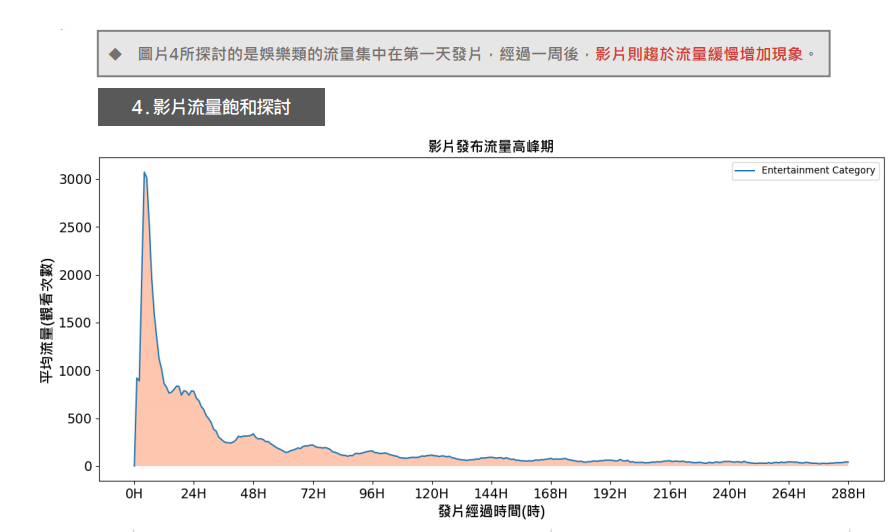 ◆ 圖片4所探討的是娛樂類的流量集中在第一天發片，經過一周後，影片則趨於流量緩慢增加現象。
4.影片流量飽和探討
影片發布流量高峰期
Entertainment Category
平均流量(觀看次數)
3000
2500
2000
1500
1000
500
0
0H 24H 48H 72H 96H 120H 144H 168H 192H 216H 240H 264H 288H
發片經過時間(時)